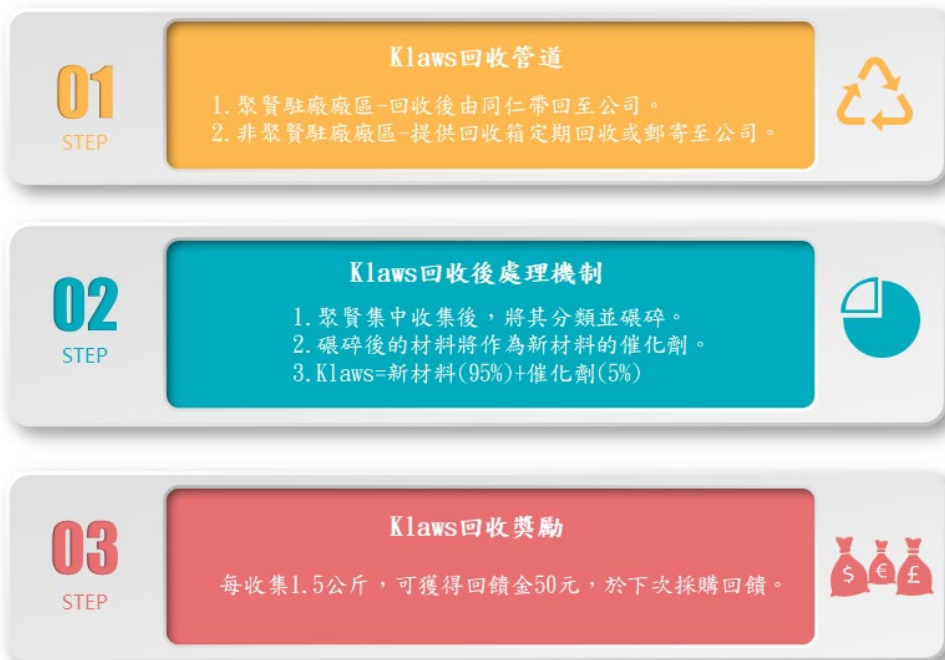 01
STEP
Klaws回收管道
1.聚賢駐廠廠區-回收後由同仁帶回至公司。
2.非聚賢駐廠廠區-提供回收箱定期回收或郵寄至公司。
02
STEP
Klaws回收後處理機制
1.聚賢集中收集後，將其分類並碾碎。
2.碾碎後的材料將作為新材料的催化劑。
3.Klaws=新材料(95%)+催化劑(5%)
03
STEP
Klaws回收獎勵
每收集1.5公斤，可獲得回饋金50元，於下次採購回饋。
$ € £